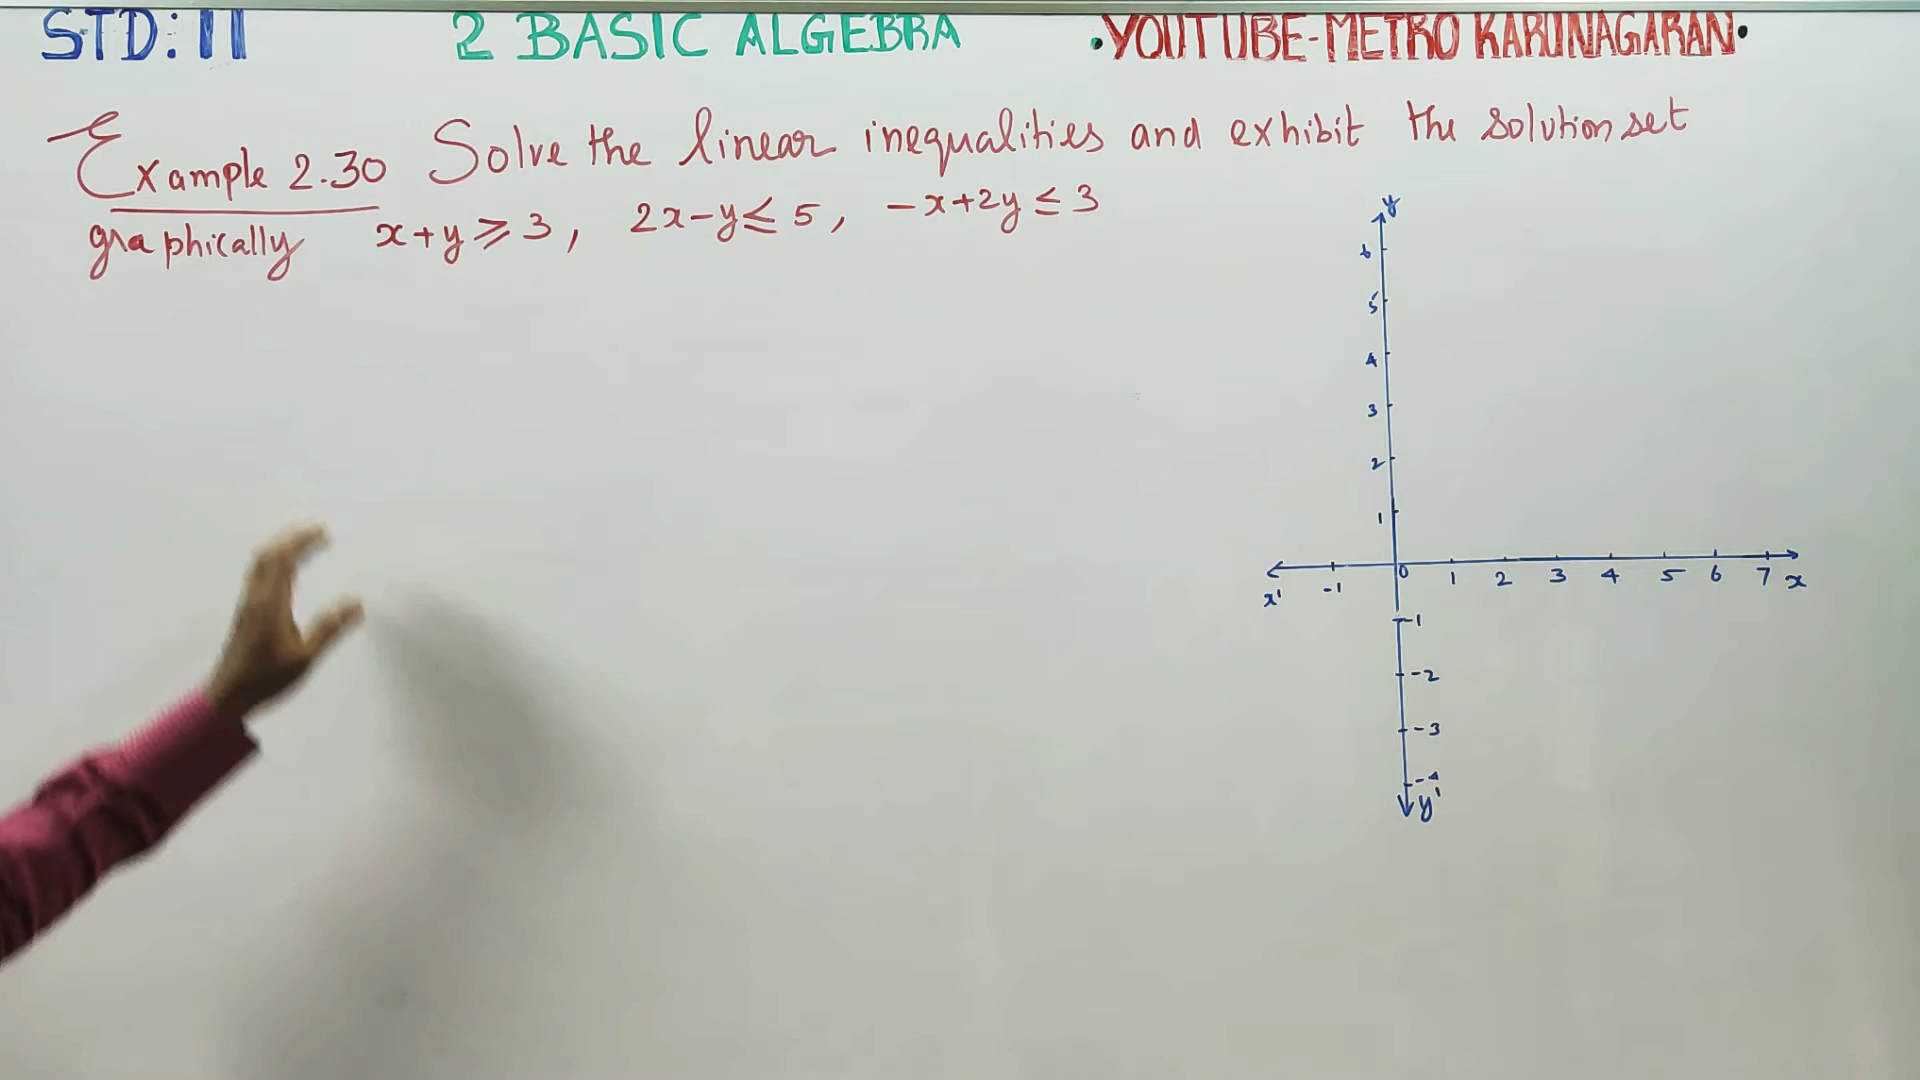 STD: 11 2 BASIC ALGEBRA •YOUTUBE-METRO KARUNAGARAN•
Example 2.30 Solve the linear inequalities and exhibit the solution set
graphically x+y ≥ 3, 2x-y ≤ 5, -x+2y ≤ 3
y
6
5
4
3
2
1
x' -1 0 1 2 3 4 5 6 7 x
-1
-2
-3
-4
y'